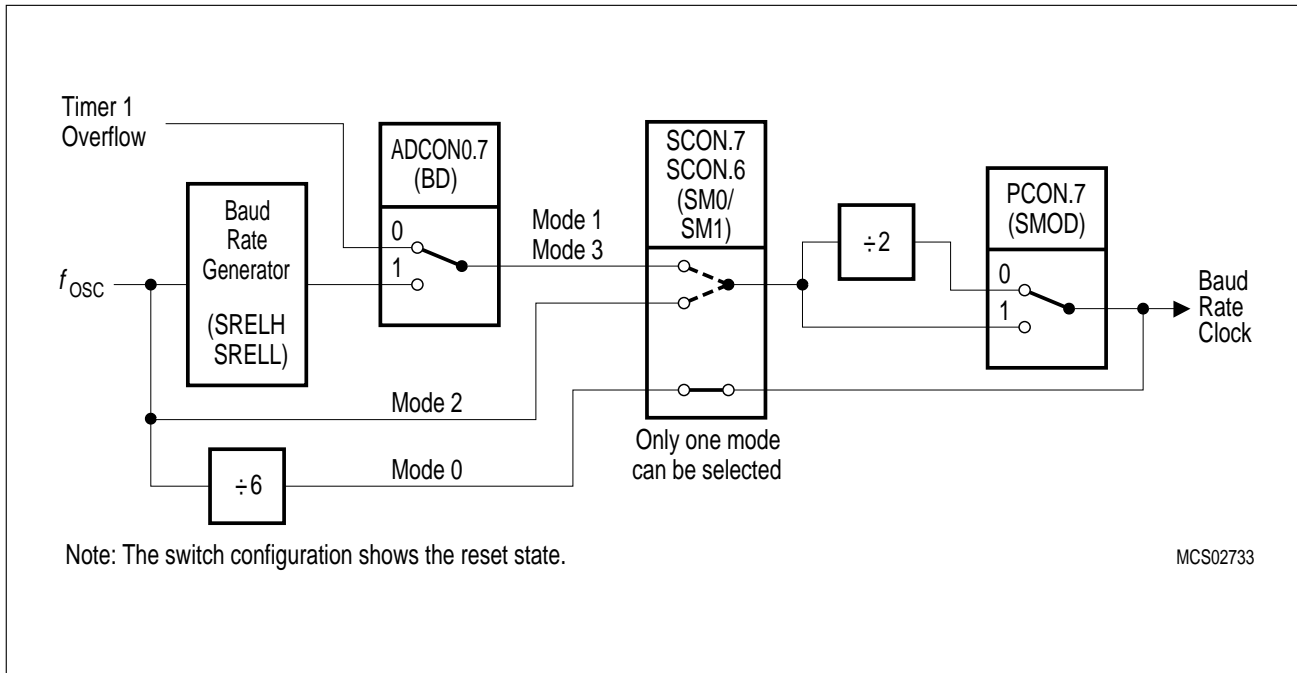 Timer 1
Overflow
ADCON0.7
(BD)
0
1
Baud
Rate
Generator
(SRELH
SRELL)
f OSC
Mode 1
Mode 3
SCON.7
SCON.6
(SM0/
SM1)
÷2
PCON.7
(SMOD)
0
1
Baud
Rate
Clock
Mode 2
Mode 0
÷6
Only one mode
can be selected
Note: The switch configuration shows the reset state.
MCS02733